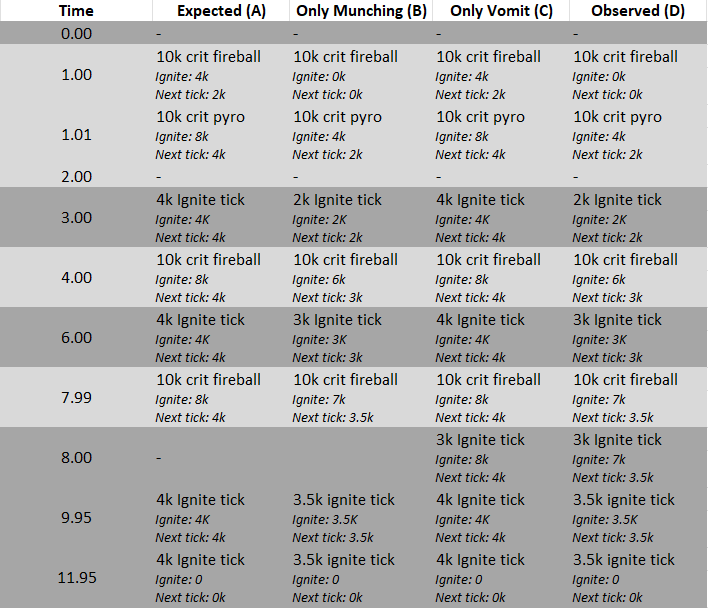 Time Expected (A) Only Munching (B) Only Vomit (C) Observed (D)
0.00 - - - -
10k crit fireball 10k crit fireball 10k crit fireball 10k crit fireball
1.00 Ignite: 4k Ignite: 0k Ignite: 4k Ignite: 0k
Next tick: 2k Next tick: 0k Next tick: 2k Next tick: 0k
10k crit pyro 10k crit pyro 10k crit pyro 10k crit pyro
1.01 Ignite: 8k Ignite: 4k Ignite: 8k Ignite: 4k
Next tick: 4k Next tick: 2k Next tick: 4k Next tick: 2k
2.00 - - - -
4k Ignite tick 2k Ignite tick 4k Ignite tick 2k Ignite tick
3.00 Ignite: 4K Ignite: 2K Ignite: 4K Ignite: 2K
Next tick: 4k Next tick: 2k Next tick: 4k Next tick: 2k
10k crit fireball 10k crit fireball 10k crit fireball 10k crit fireball
4.00 Ignite: 8k Ignite: 6k Ignite: 8k Ignite: 6k
Next tick: 4k Next tick: 3k Next tick: 4k Next tick: 3k
4k Ignite tick 3k Ignite tick 4k Ignite tick 3k Ignite tick
6.00 Ignite: 4K Ignite: 3K Ignite: 4K Ignite: 3K
Next tick: 4k Next tick: 3k Next tick: 4k Next tick: 3k
10k crit fireball 10k crit fireball 10k crit fireball 10k crit fireball
7.99 Ignite: 8k Ignite: 7k Ignite: 8k Ignite: 7k
Next tick: 4k Next tick: 3.5k Next tick: 4k Next tick: 3.5k
3k Ignite tick 3k Ignite tick
8.00 - Ignite: 8k Ignite: 7k
Next tick: 4k Next tick: 3.5k
4k Ignite tick 3.5k ignite tick 4k Ignite tick 3.5k ignite tick
9.95 Ignite: 4K Ignite: 3.5K Ignite: 4K Ignite: 3.5K
Next tick: 4k Next tick: 3.5k Next tick: 4k Next tick: 3.5k
4k Ignite tick 3.5k ignite tick 4k Ignite tick 3.5k ignite tick
11.95 Ignite: 0 Ignite: 0 Ignite: 0 Ignite: 0
Next tick: 0k Next tick: 0k Next tick: 0k Next tick: 0k